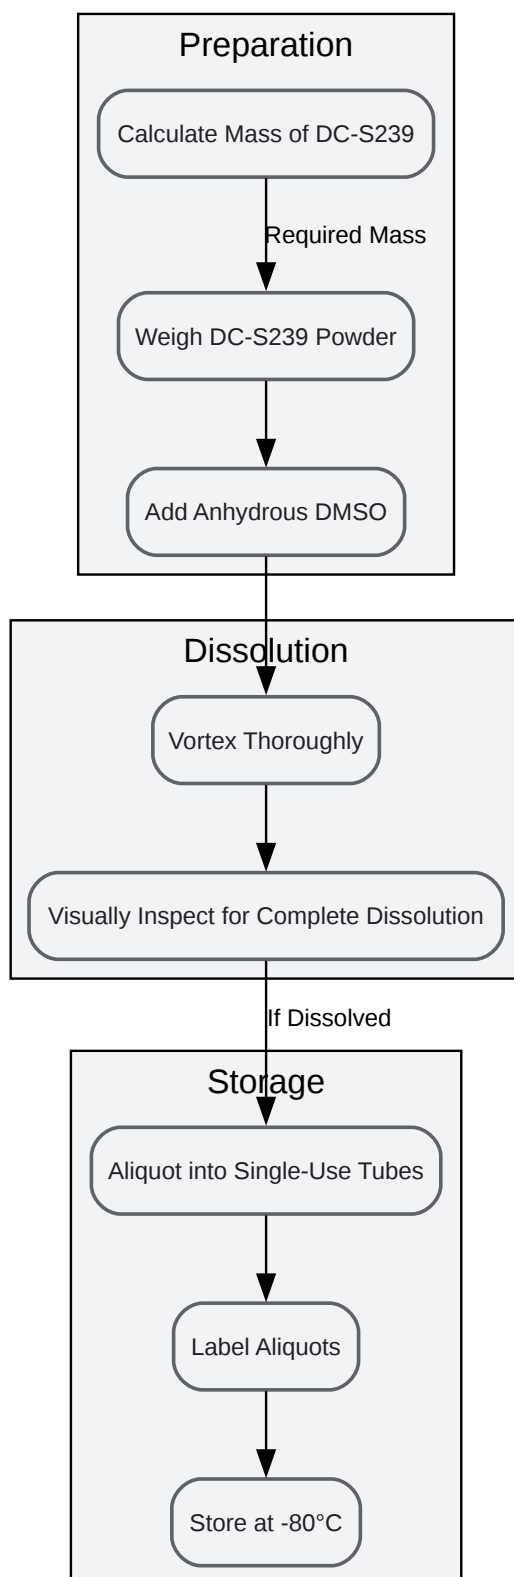 Preparation
Calculate Mass of DC-S239
Required Mass
Weigh DC-S239 Powder
Add Anhydrous DMSO
Dissolution
Vortex Thoroughly
Visually Inspect for Complete Dissolution
If Dissolved
Storage
Aliquot into Single-Use Tubes
Label Aliquots
Store at -80°C